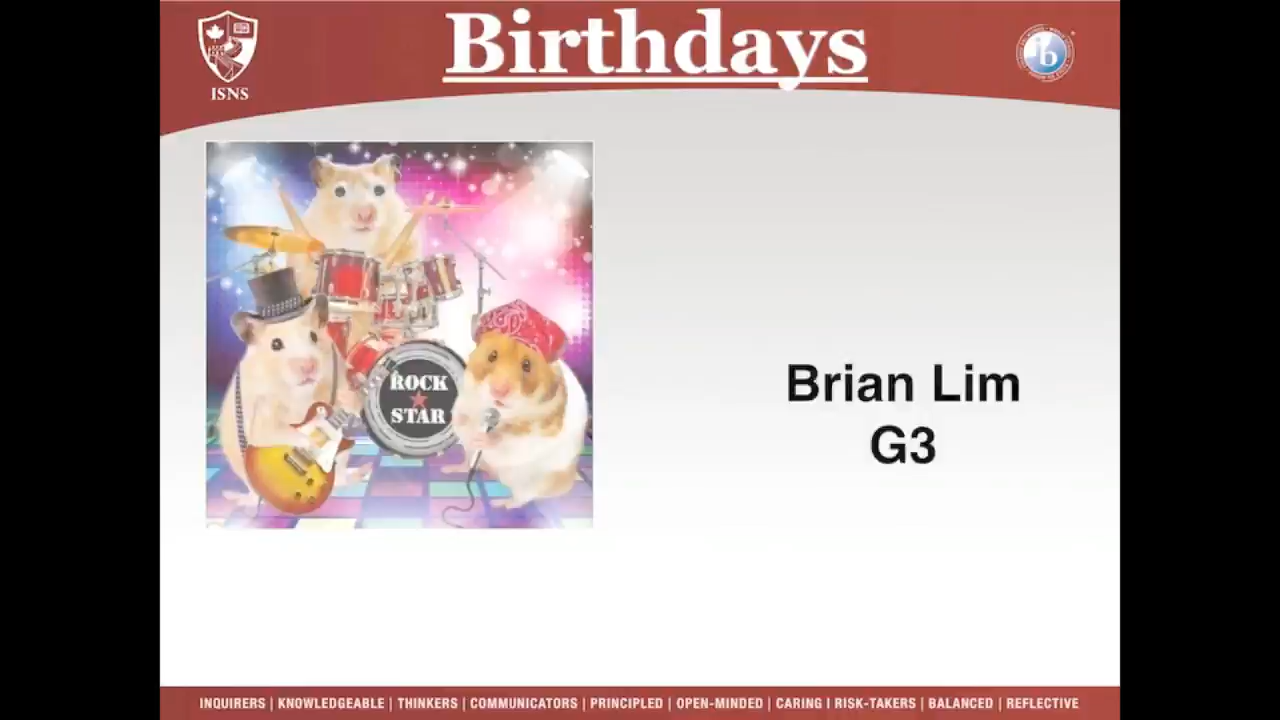 Birthdays
ISNS
b
ROCK
STAR
Brian Lim
G3
INQUIRERS | KNOWLEDGEABLE | THINKERS | COMMUNICATORS | PRINCIPLED | OPEN-MINDED | CARING I RISK-TAKERS | BALANCED | REFLECTIVE